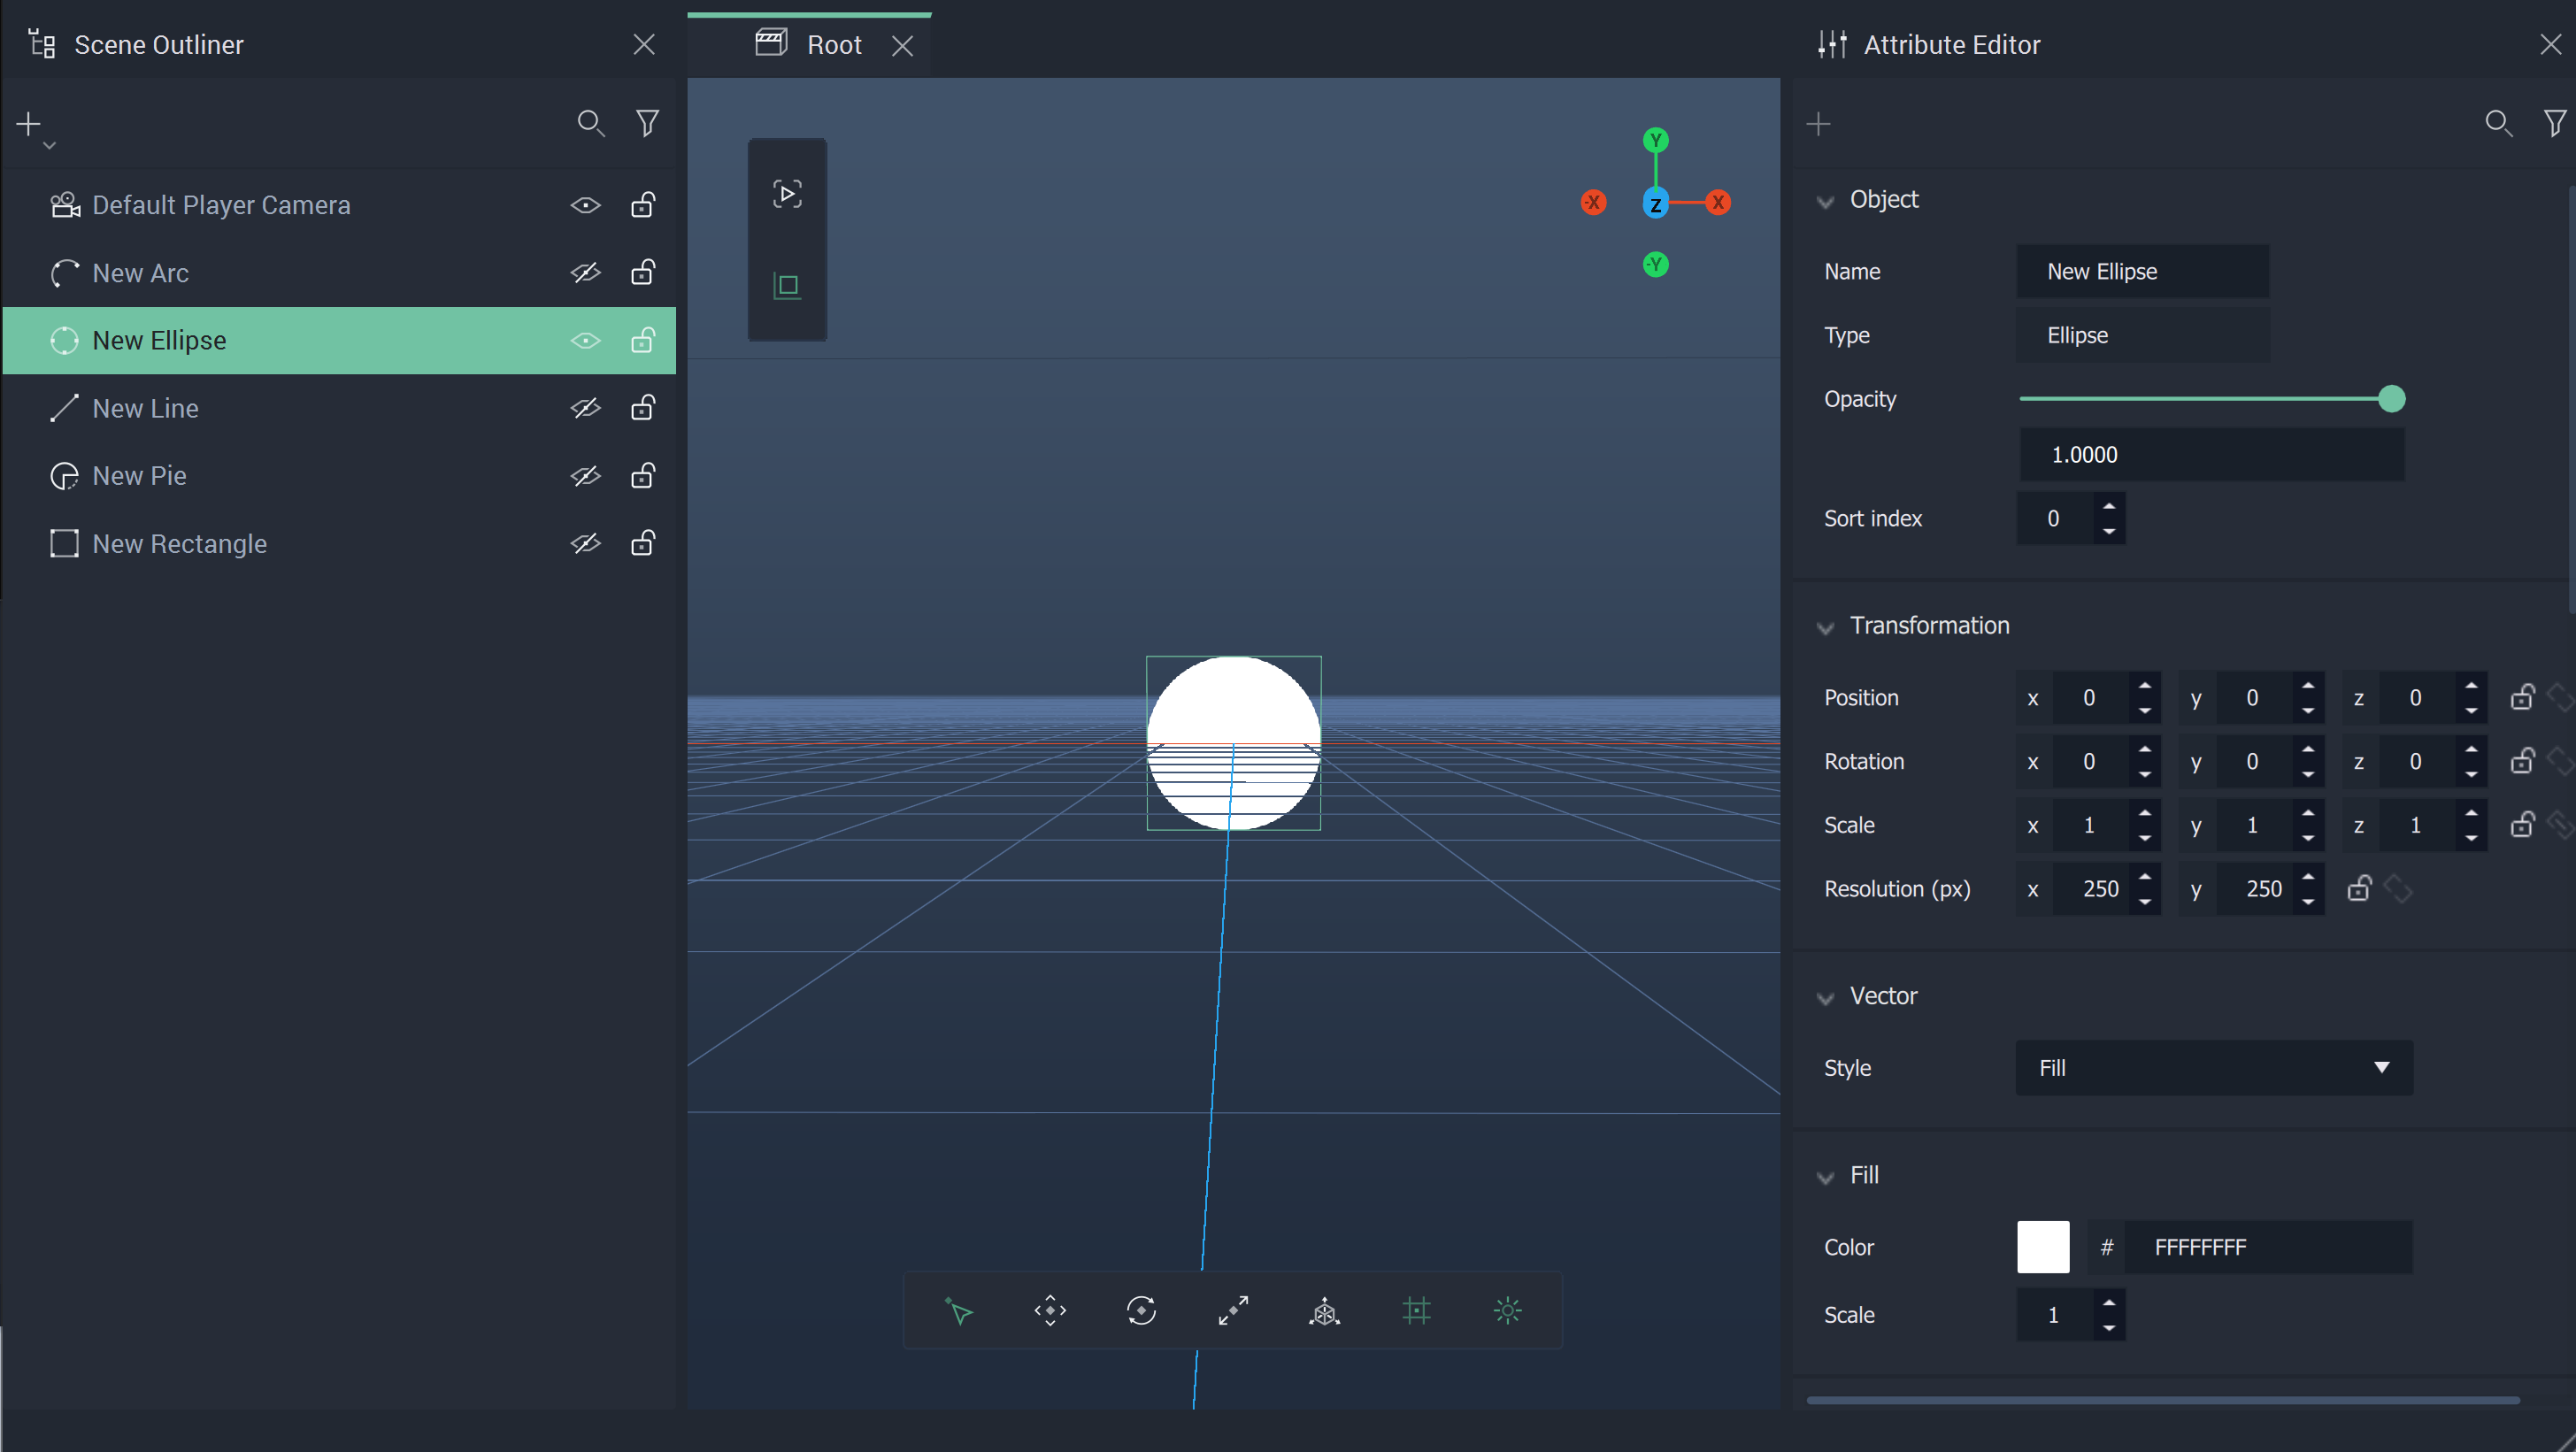 Scene Outliner
Root
Attribute Editor
Default Player Camera
New Arc
New Ellipse
New Line
New Pie
New Rectangle
Y
-X
Z
X
-Y
Object
Name New Ellipse
Type Ellipse
Opacity
1.0000
Sort index 0
Transformation
Position x 0 y 0 z 0
Rotation x 0 y 0 z 0
Scale x 1 y 1 z 1
Resolution (px) x 250 y 250
Vector
Style Fill
Fill
Color # FFFFFFFF
Scale 1